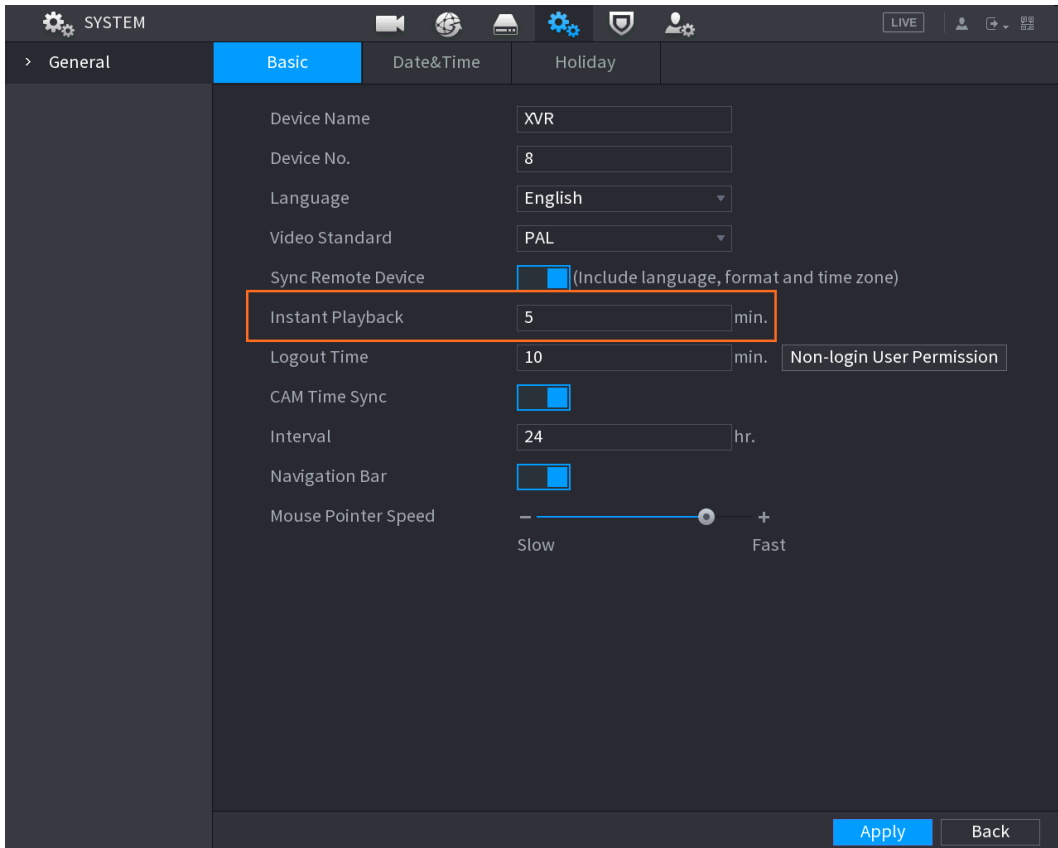 SYSTEM LIVE
> General Basic Date&Time Holiday
Device Name XVR
Device No. 8
Language English
Video Standard PAL
Sync Remote Device (Include language, format and time zone)
Instant Playback 5 min.
Logout Time 10 min. Non-login User Permission
CAM Time Sync
Interval 24 hr.
Navigation Bar
Mouse Pointer Speed − +
Slow Fast
Apply Back